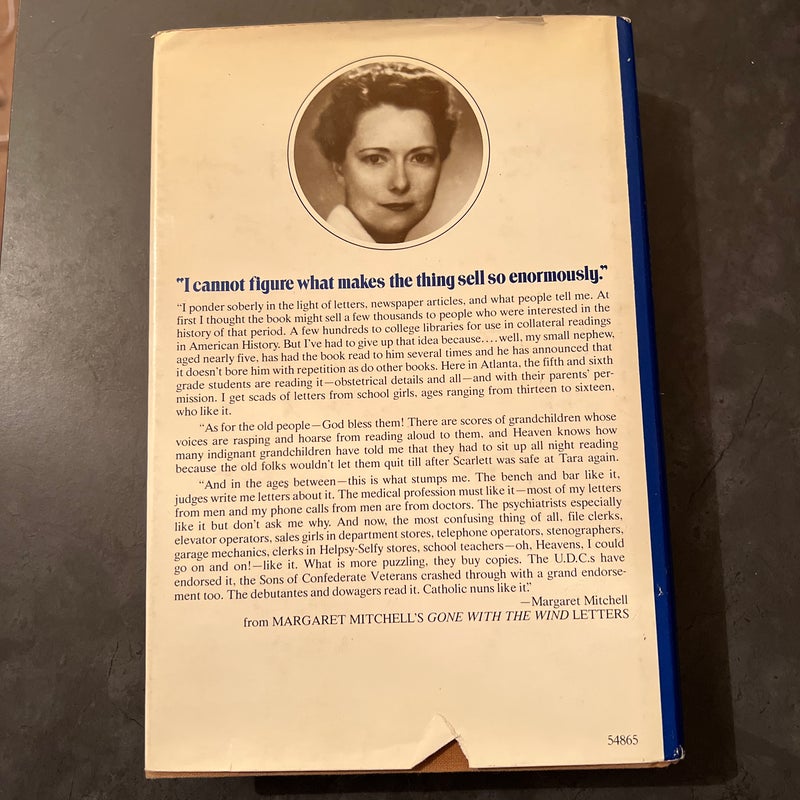 "I cannot figure what makes the thing sell so enormously."
"I ponder soberly in the light of letters, newspaper articles, and what people tell me. At
first I thought the book might sell a few thousands to people who were interested in the
history of that period. A few hundreds to college libraries for use in collateral readings
in American History. But I've had to give up that idea because....well, my small nephew,
aged nearly five, has had the book read to him several times and he has announced that
it doesn't bore him with repetition as do other books. Here in Atlanta, the fifth and sixth
grade students are reading it—obstetrical details and all—and with their parents' per-
mission. I get scads of letters from school girls, ages ranging from thirteen to sixteen,
who like it.
"As for the old people—God bless them! There are scores of grandchildren whose
voices are rasping and hoarse from reading aloud to them, and Heaven knows how
many indignant grandchildren have told me that they had to sit up all night reading
because the old folks wouldn't let them quit till after Scarlett was safe at Tara again.
"And in the ages between—this is what stumps me. The bench and bar like it,
judges write me letters about it. The medical profession must like it—most of my letters
from men and my phone calls from men are from doctors. The psychiatrists especially
like it but don't ask me why. And now, the most confusing thing of all, file clerks,
elevator operators, sales girls in department stores, telephone operators, stenographers,
garage mechanics, clerks in Helpsy-Selfy stores, school teachers—oh, Heavens, I could
go on and on!—like it. What is more puzzling, they buy copies. The U.D.C.s have
endorsed it, the Sons of Confederate Veterans crashed through with a grand endorse-
ment too. The debutantes and dowagers read it. Catholic nuns like it."
—Margaret Mitchell
from MARGARET MITCHELL'S GONE WITH THE WIND LETTERS
54865